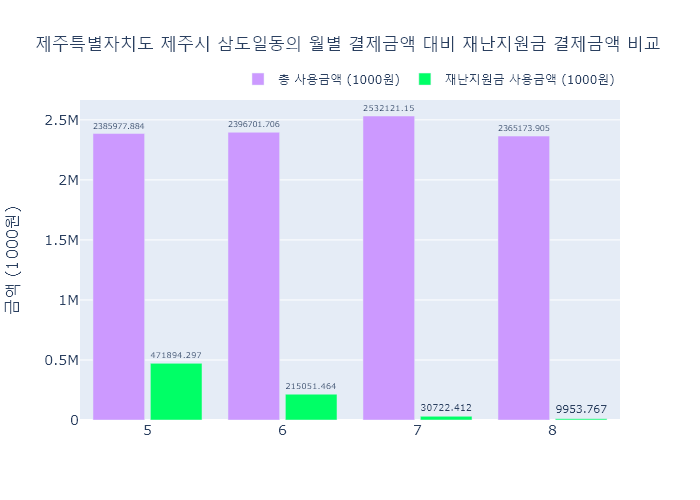 제주특별자치도 제주시 삼도일동의 월별 결제금액 대비 재난지원금 결제금액 비교
총 사용금액 (1000원)
재난지원금 사용금액 (1000원)
금액 (1000원)
2.5M
2M
1.5M
1M
0.5M
0
2385977.884
471894.297
2396701.706
215051.464
2532121.15
30722.412
2365173.905
9953.767
5
6
7
8